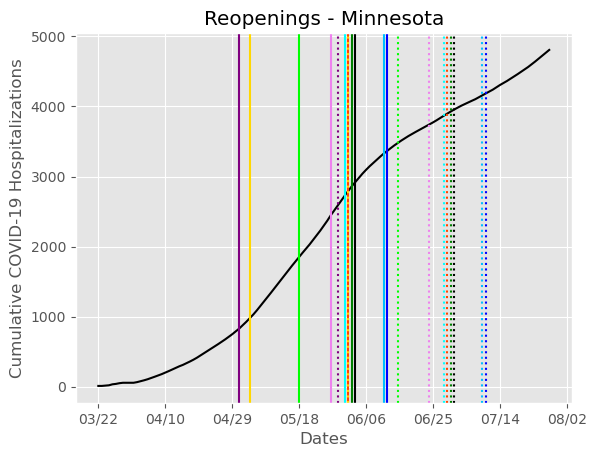 Reopenings - Minnesota
Cumulative COVID-19 Hospitalizations
5000
4000
3000
2000
1000
0
03/22 04/10 04/29 05/18 06/06 06/25 07/14 08/02
Dates